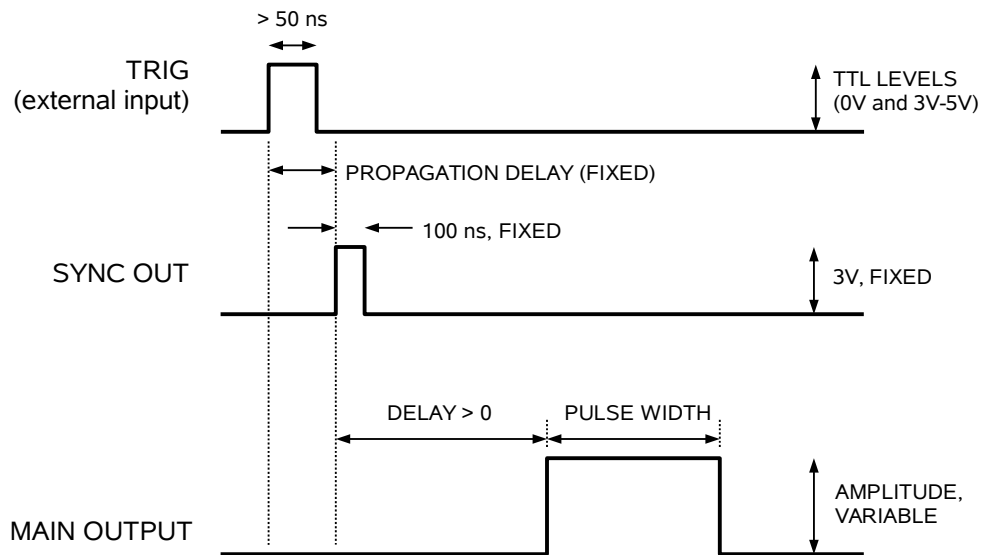 > 50 ns
TRIG
(external input)
TTL LEVELS
(0V and 3V-5V)
PROPAGATION DELAY (FIXED)
100 ns, FIXED
SYNC OUT
3V, FIXED
DELAY > 0
PULSE WIDTH
AMPLITUDE,
VARIABLE
MAIN OUTPUT